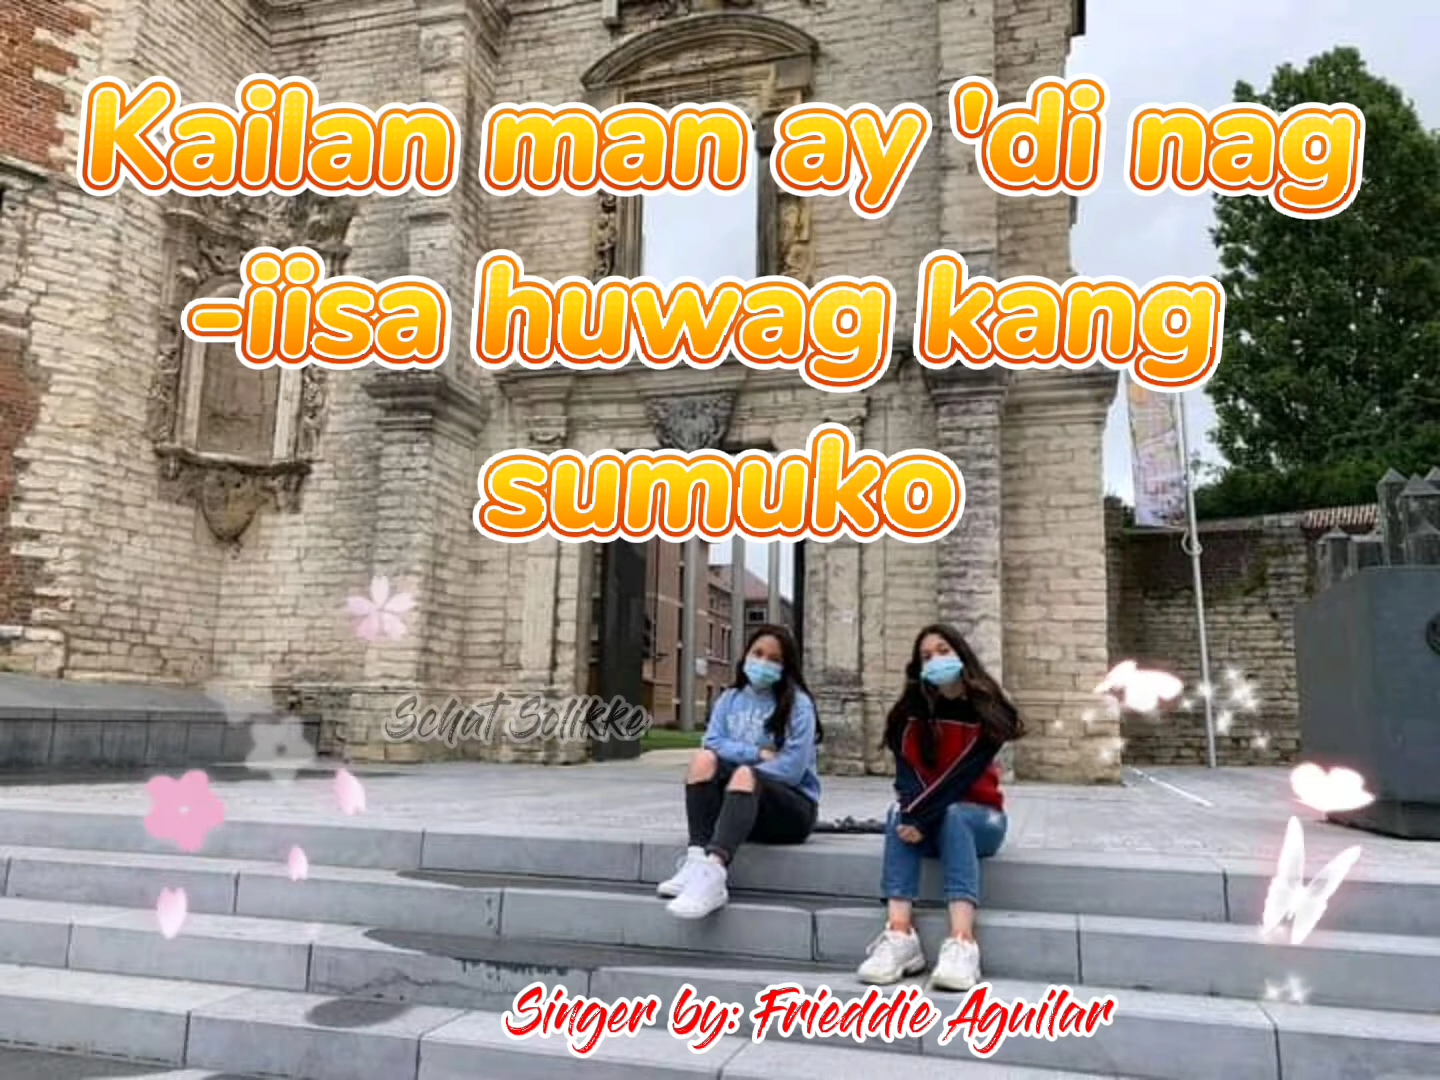 Kailan man ay 'di nag
-iisa huwag kang
sumuko
Schat Solikke
Singer by: Frieddie Aguilar